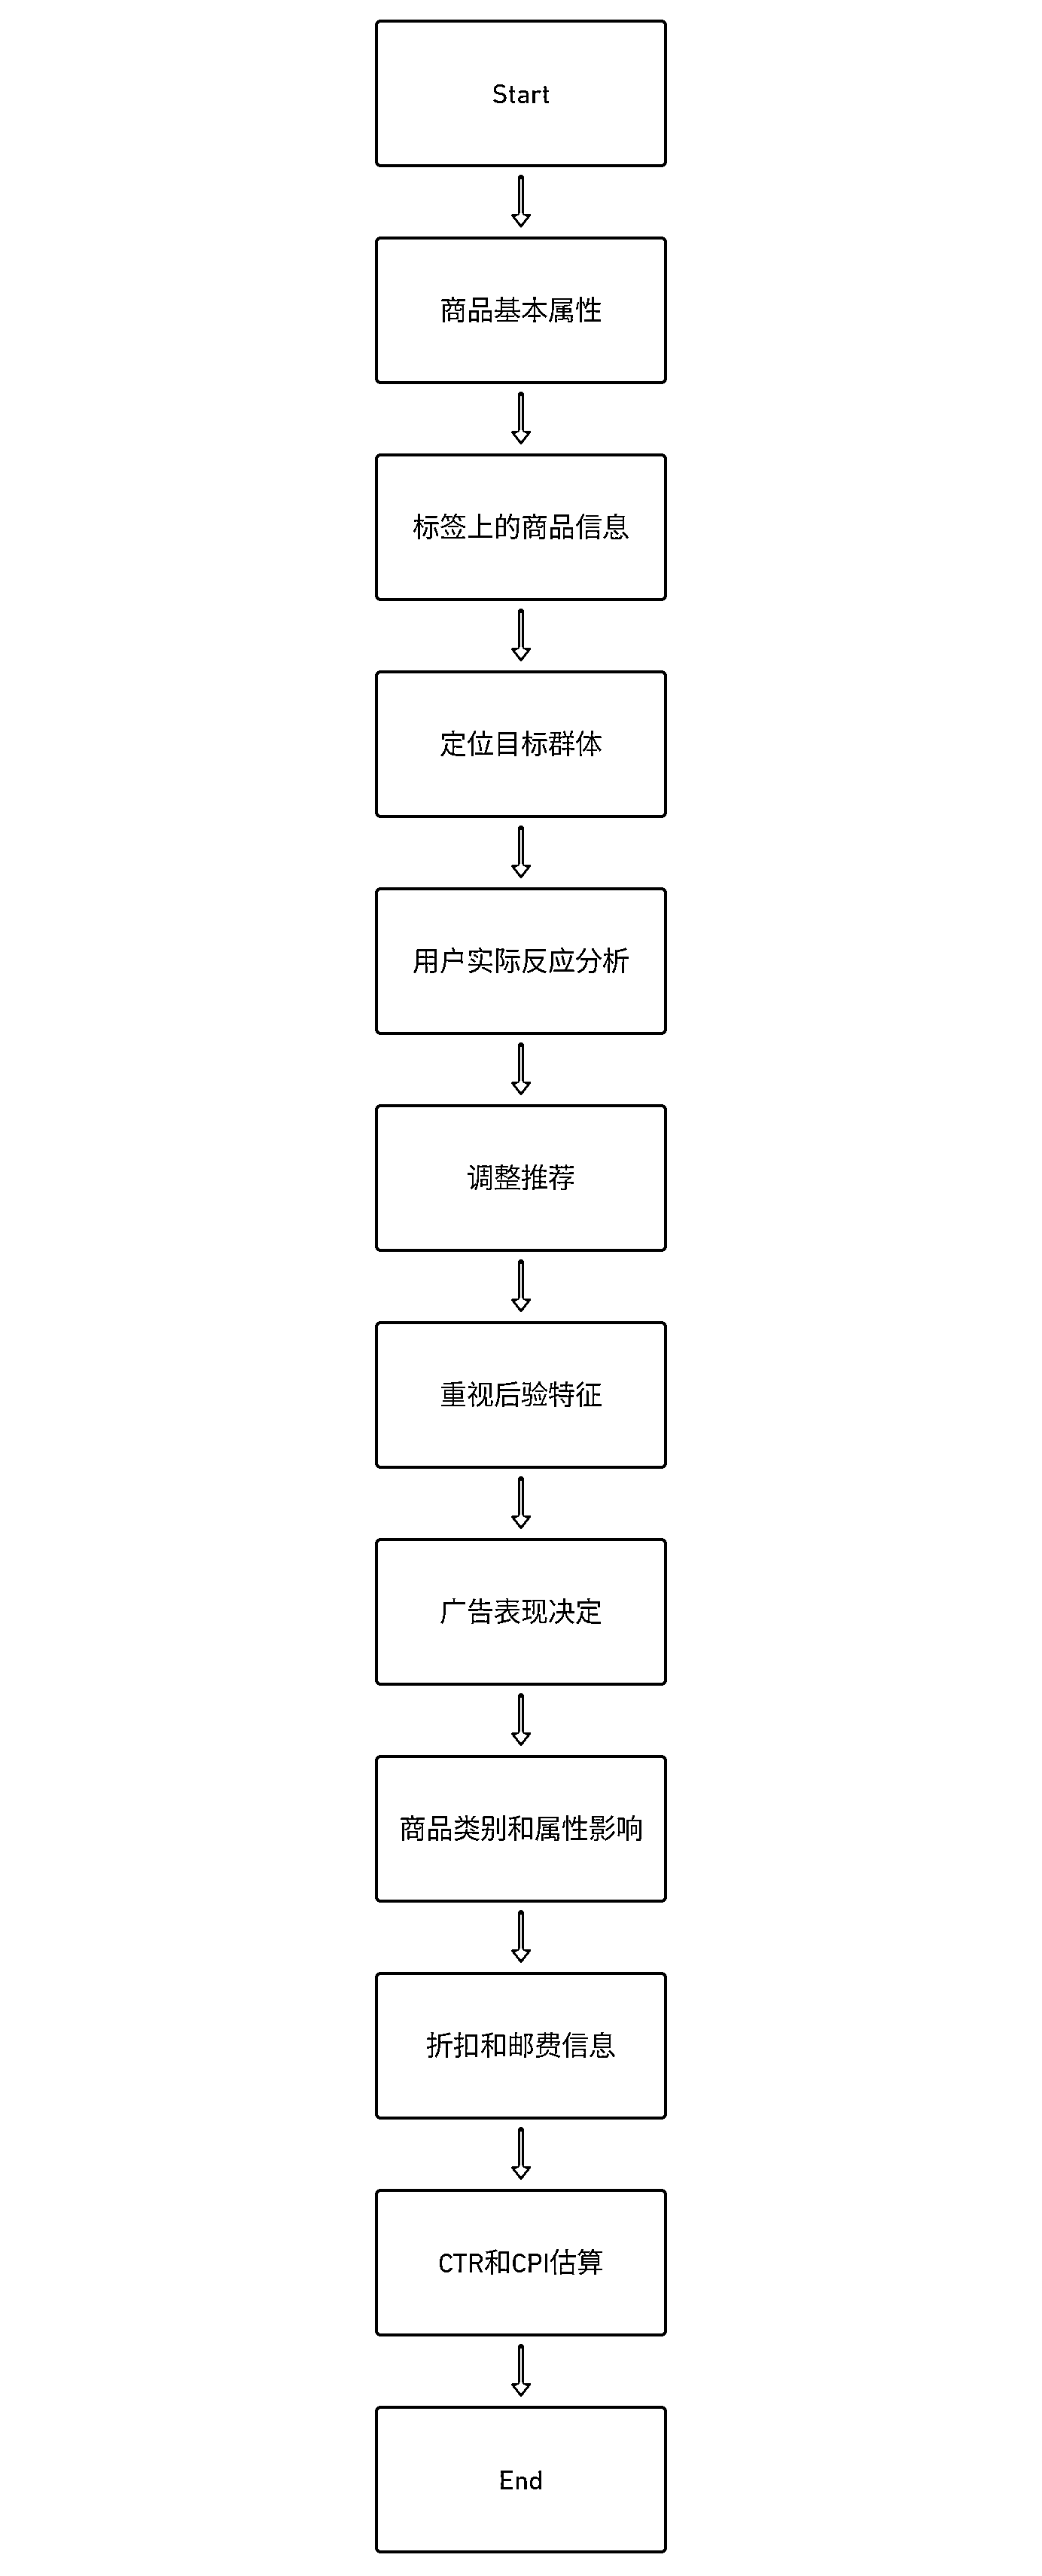 Start
商品基本属性
标签上的商品信息
定位目标群体
用户实际反应分析
调整推荐
重视后验特征
广告表现决定
商品类别和属性影响
折扣和邮费信息
CTR和CPI估算
End